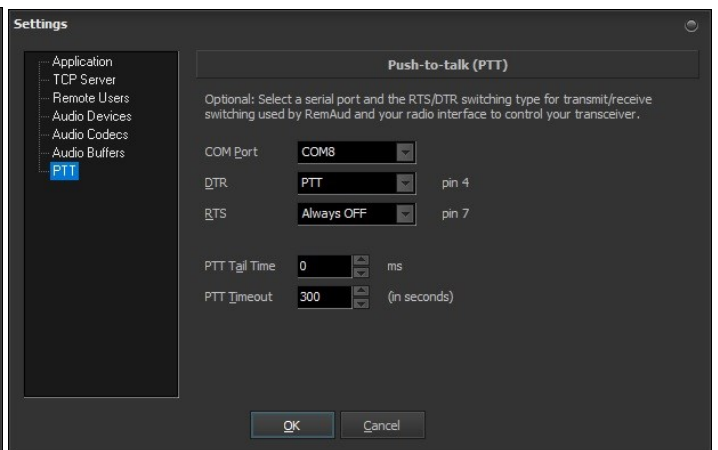 Settings
Application
TCP Server
Remote Users
Audio Devices
Audio Codecs
Audio Buffers
PTT
Push-to-talk (PTT)
Optional: Select a serial port and the RTS/DTR switching type for transmit/receive
switching used by RemAud and your radio interface to control your transceiver.
COM Port COM8
DTR PTT pin 4
RTS Always OFF pin 7
PTT Tail Time 0 ms
PTT Timeout 300 (in seconds)
OK Cancel